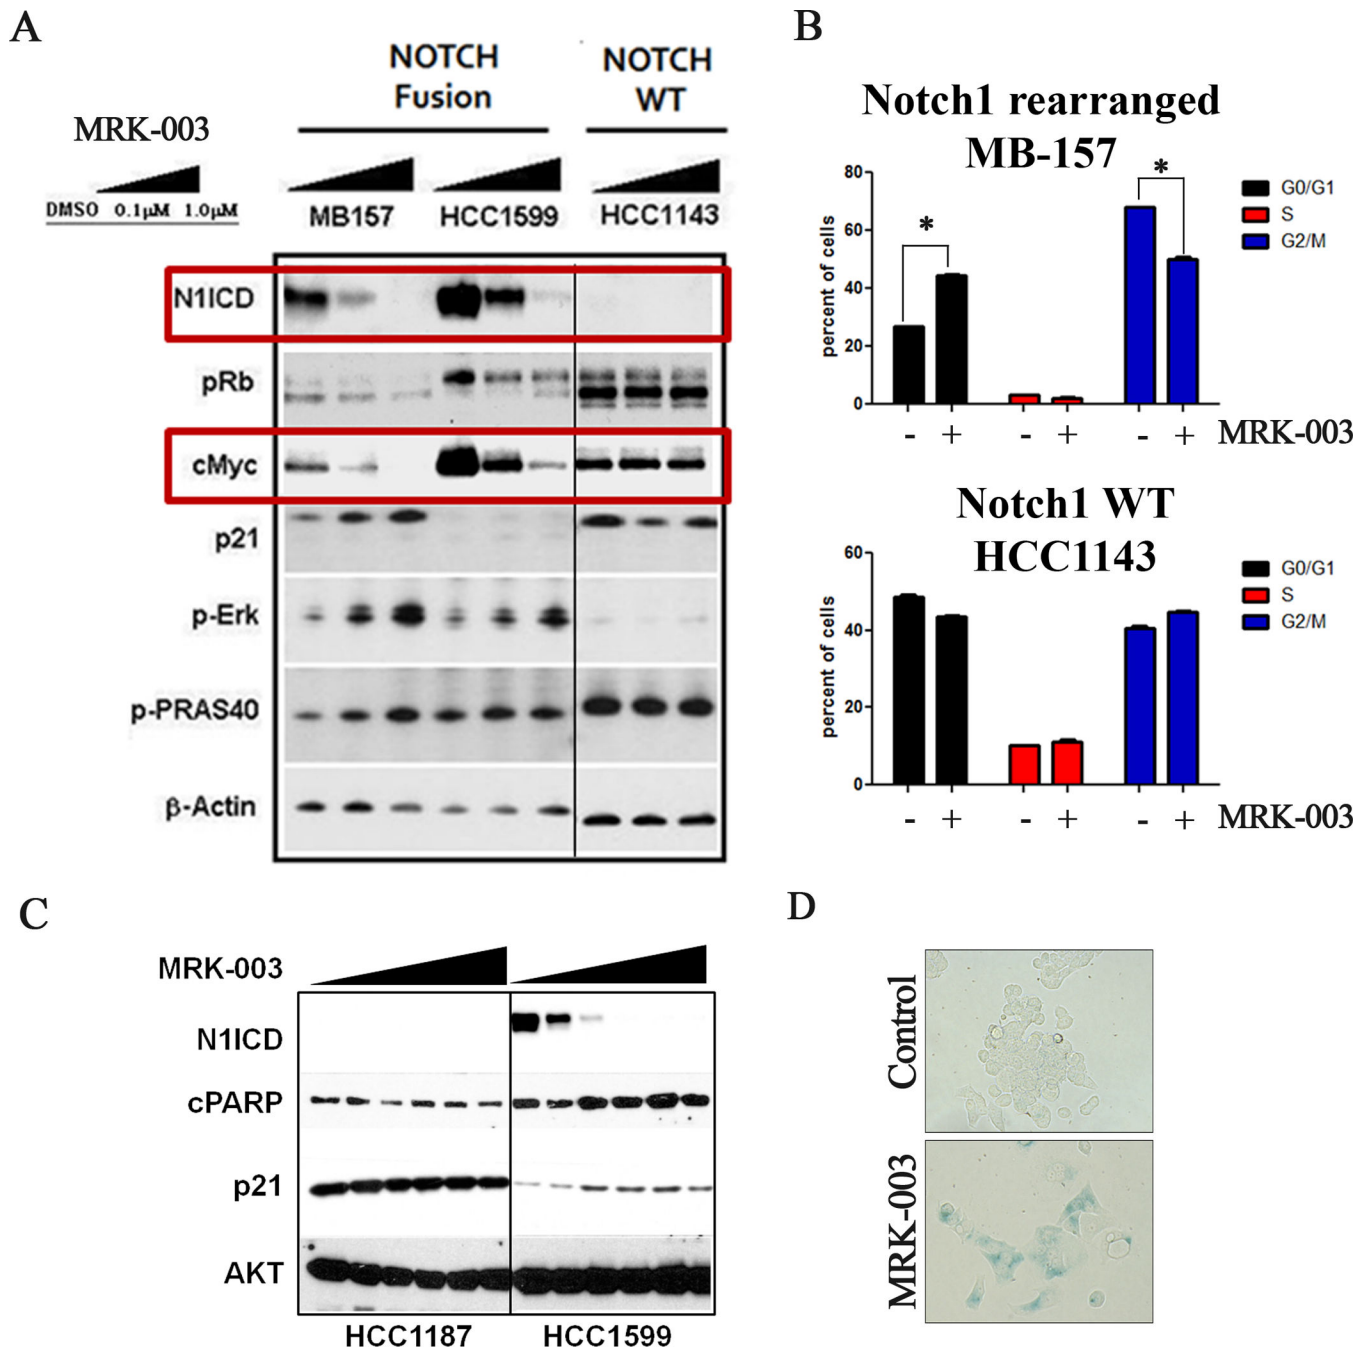 A
NOTCH
Fusion
NOTCH
WT
MRK-003
DMSO 0.1µM 1.0µM
MB157 HCC1599 HCC1143
N1ICD
pRb
cMyc
p21
p-Erk
p-PRAS40
β-Actin
B
Notch1 rearranged
MB-157
percent of cells
80
60
40
20
0
*
*
G0/G1
S
G2/M
- + - + - + MRK-003
Notch1 WT
HCC1143
percent of cells
60
40
20
0
G0/G1
S
G2/M
- + - + - + MRK-003
C
MRK-003
N1ICD
cPARP
p21
AKT
HCC1187 HCC1599
D
Control
MRK-003